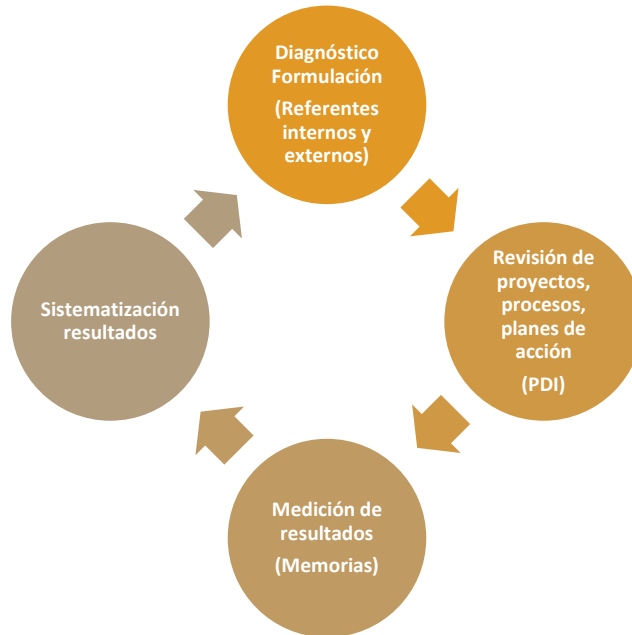 Diagnóstico
Formulación
(Referentes
internos y
externos)
Revisión de
proyectos,
procesos,
planes de
acción
(PDI)
Medición de
resultados
(Memorias)
Sistematización
resultados